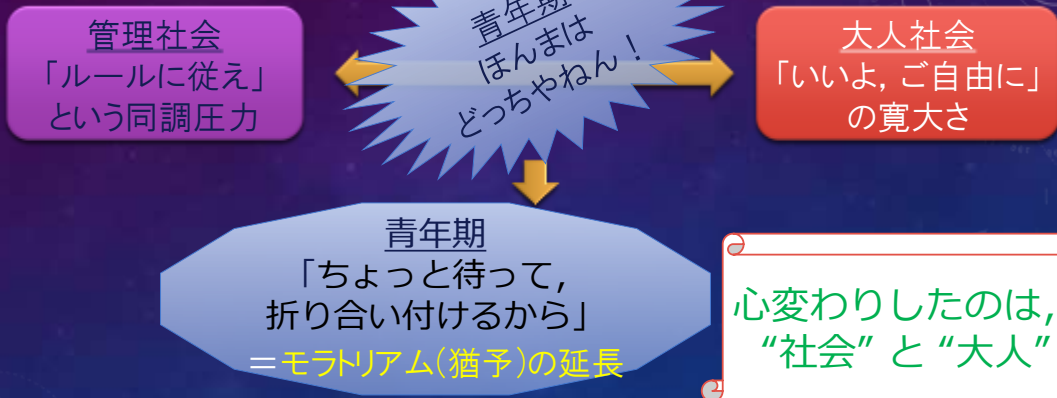 管理社会
「ルールに従え」
という同調圧力
青年期
ほんまは
どっちやねん！
大人社会
「いいよ, ご自由に」
の寛大さ
青年期
「ちょっと待って,
折り合い付けるから」
＝モラトリアム(猶予)の延長
心変わりしたのは,
“社会” と “大人”